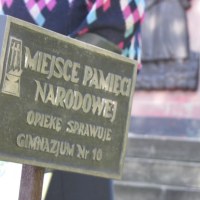 MIEJSCE PAMIĘCI
NARODOWEJ
OPIEKĘ SPRAWUJE
GIMNAZJUM Nr 10